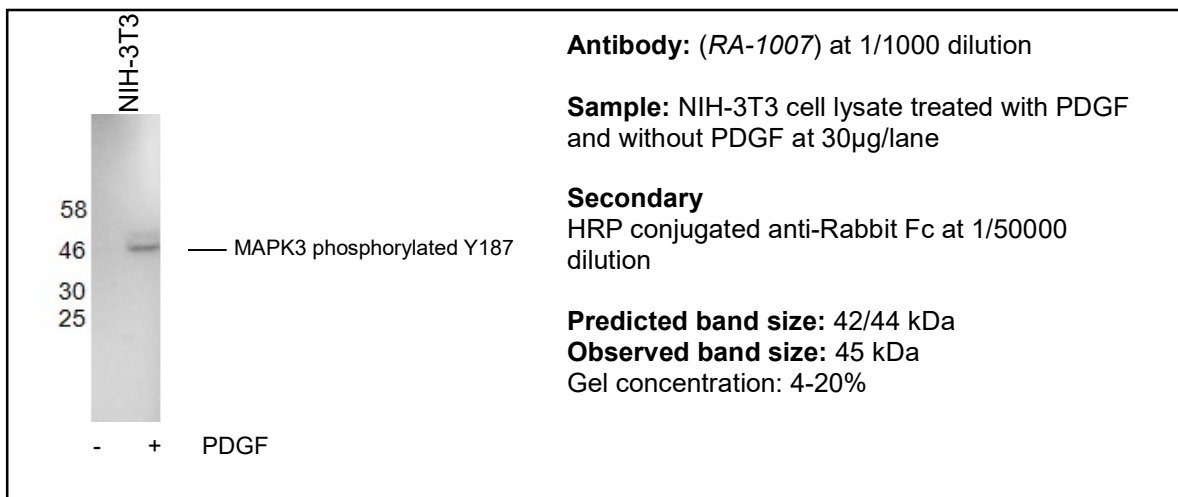 NIH-3T3
58
46
30
25
MAPK3 phosphorylated Y187
- + PDGF
Antibody: (RA-1007) at 1/1000 dilution
Sample: NIH-3T3 cell lysate treated with PDGF
and without PDGF at 30µg/lane
Secondary
HRP conjugated anti-Rabbit Fc at 1/50000
dilution
Predicted band size: 42/44 kDa
Observed band size: 45 kDa
Gel concentration: 4-20%